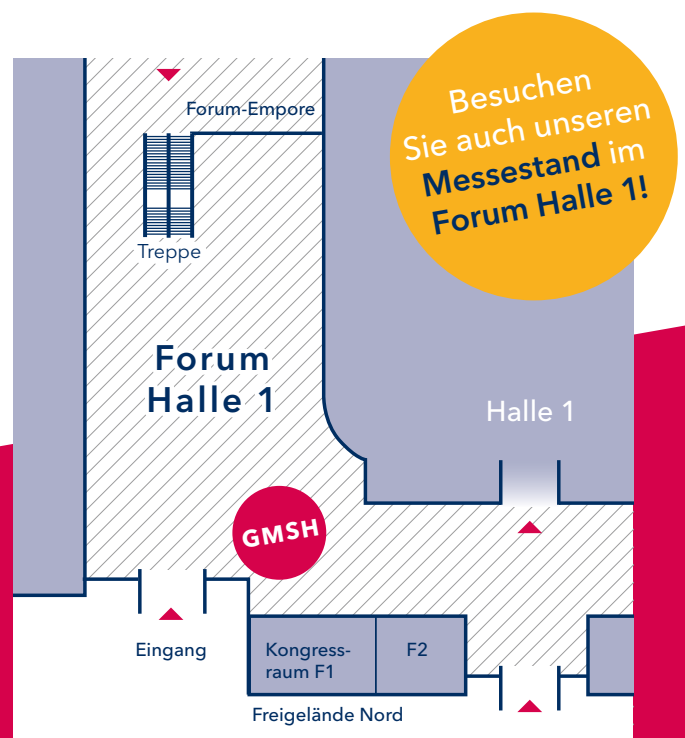 Besuchen
Sie auch unseren
Messestand im
Forum Halle 1!
Forum-Empore
Treppe
Forum
Halle 1
Halle 1
GMSH
Eingang
Kongress-
raum F1
F2
Freigelände Nord